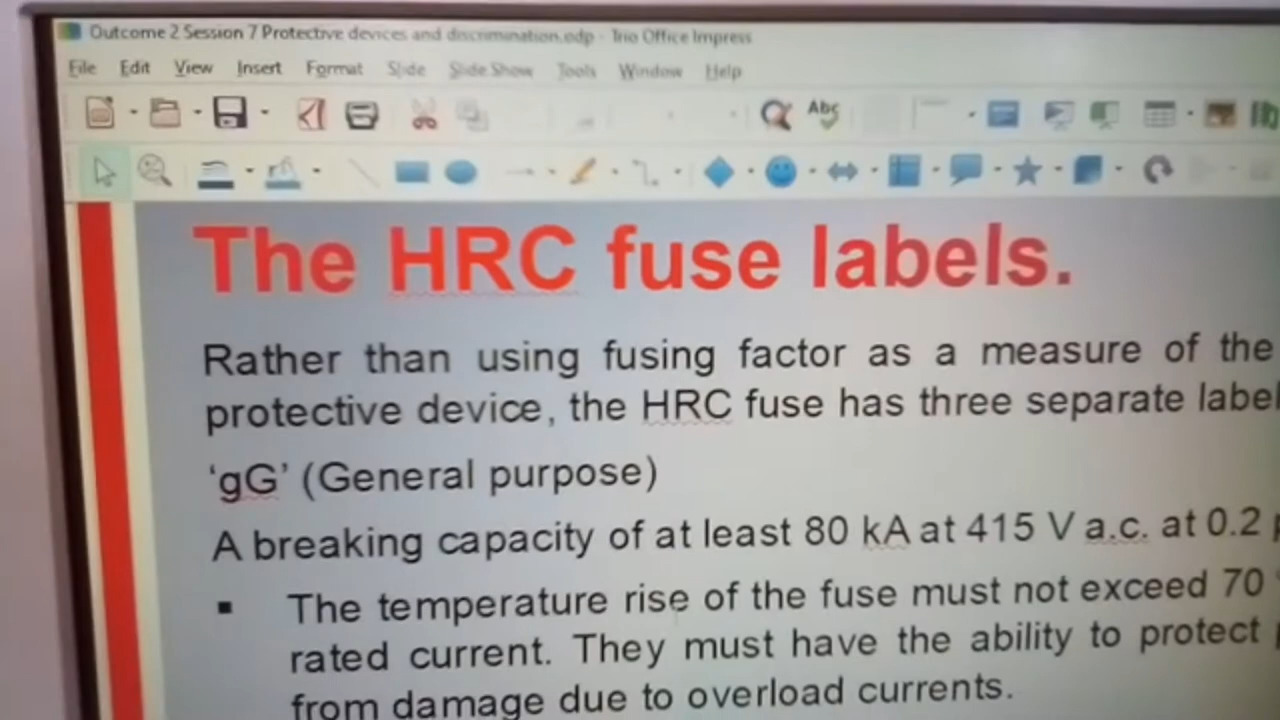 Outcome 2 Session 7 Protective devices and discrimination.odp - Trio Office Impress
File Edit View Insert Format Slide Slide Show Tools Window Help
Abc
The HRC fuse labels.
Rather than using fusing factor as a measure of the
protective device, the HRC fuse has three separate label
‘gG’ (General purpose)
A breaking capacity of at least 80 kA at 415 V a.c. at 0.2
▪ The temperature rise of the fuse must not exceed 70
rated current. They must have the ability to protect
from damage due to overload currents.